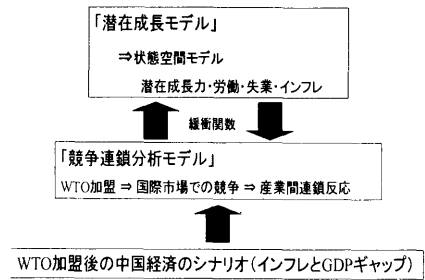 「潜在成長モデル」
⇒状態空間モデル
潜在成長力・労働・失業・インフレ
緩衝関数
「競争連鎖分析モデル」
WTO加盟 ⇒ 国際市場での競争 ⇒ 産業間連鎖反応
WTO加盟後の中国経済のシナリオ(インフレとGDPギャップ)